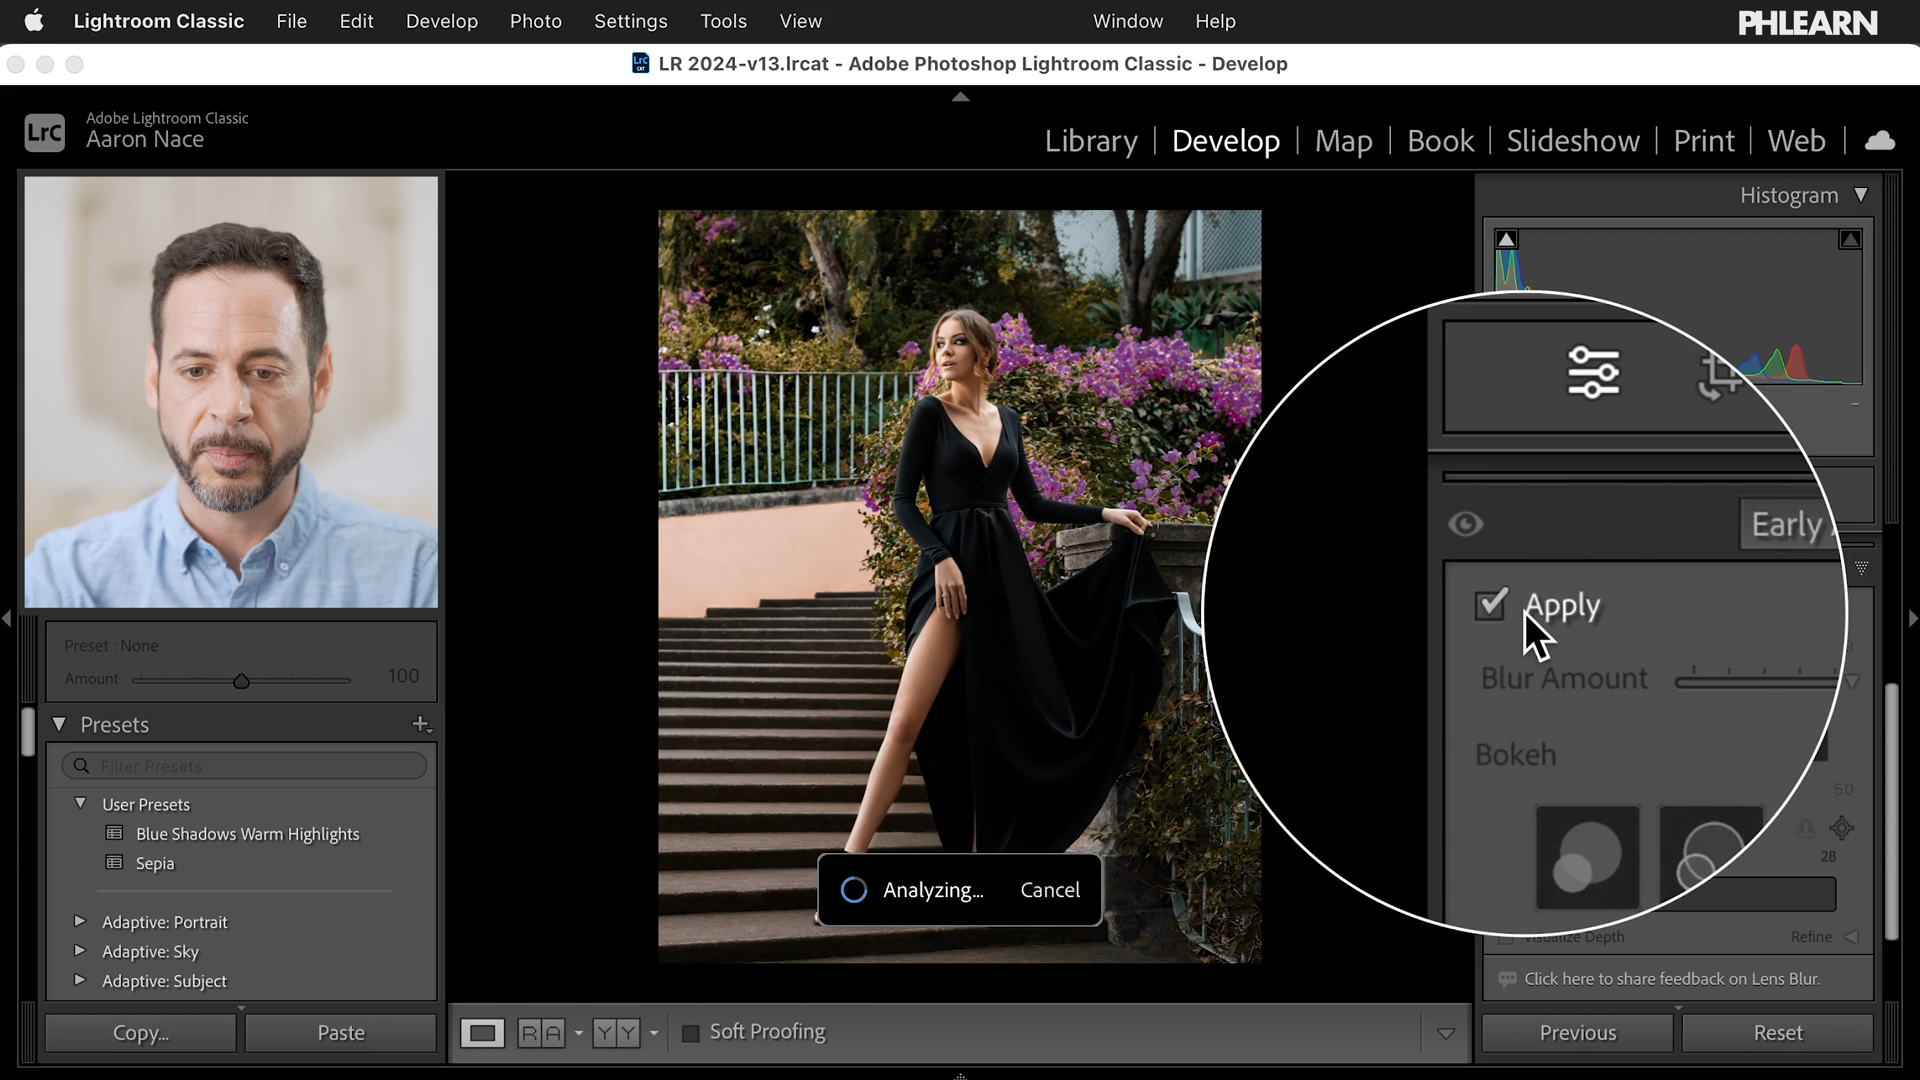 Lightroom Classic File Edit Develop Photo Settings Tools View Window Help
PHLEARN
Lrc CAT LR 2024-v13.lrcat - Adobe Photoshop Lightroom Classic - Develop
LrC
Adobe Lightroom Classic
Aaron Nace
Library | Develop | Map | Book | Slideshow | Print | Web
Histogram
Early
Apply
Blur Amount
Bokeh
50
28
Visualize Depth Refine
Click here to share feedback on Lens Blur.
Previous Reset
Analyzing... Cancel
Preset : None
Amount 100
Presets
Filter Presets
User Presets
Blue Shadows Warm Highlights
Sepia
Adaptive: Portrait
Adaptive: Sky
Adaptive: Subject
Copy... Paste
R A Y Y Soft Proofing